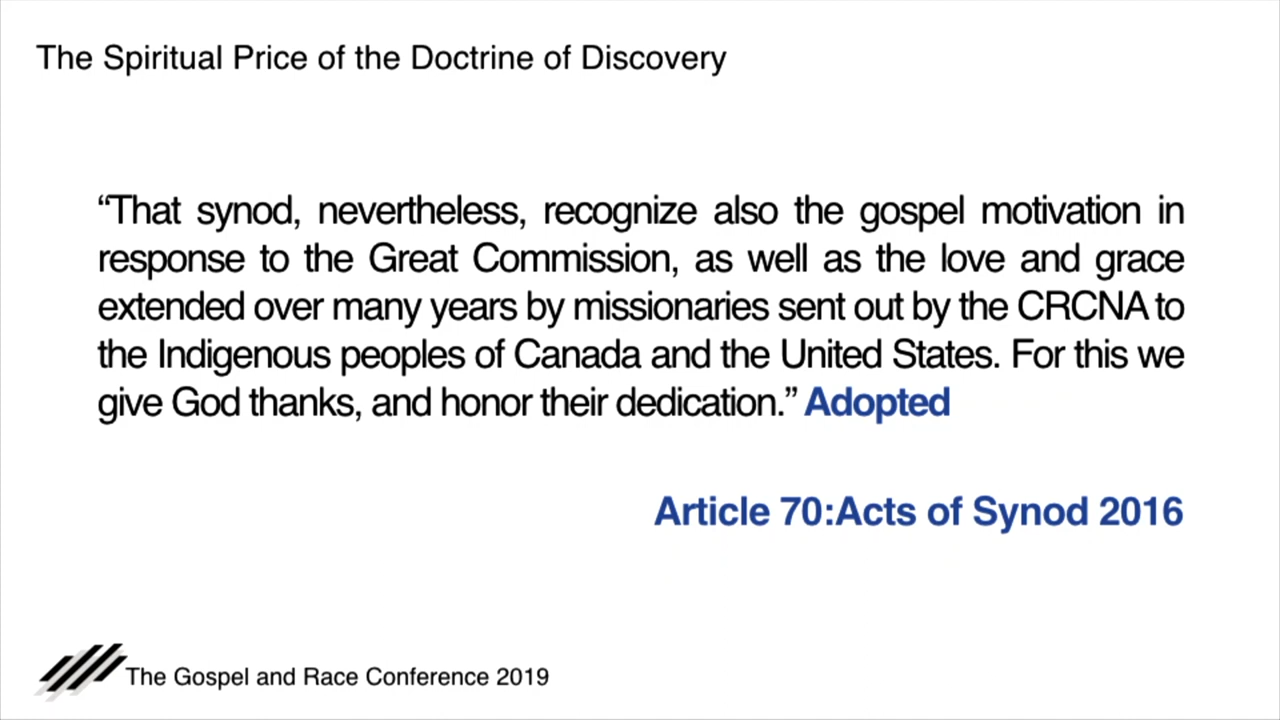 The Spiritual Price of the Doctrine of Discovery
“That synod, nevertheless, recognize also the gospel motivation in
response to the Great Commission, as well as the love and grace
extended over many years by missionaries sent out by the CRCNA to
the Indigenous peoples of Canada and the United States. For this we
give God thanks, and honor their dedication.” Adopted
Article 70:Acts of Synod 2016
The Gospel and Race Conference 2019